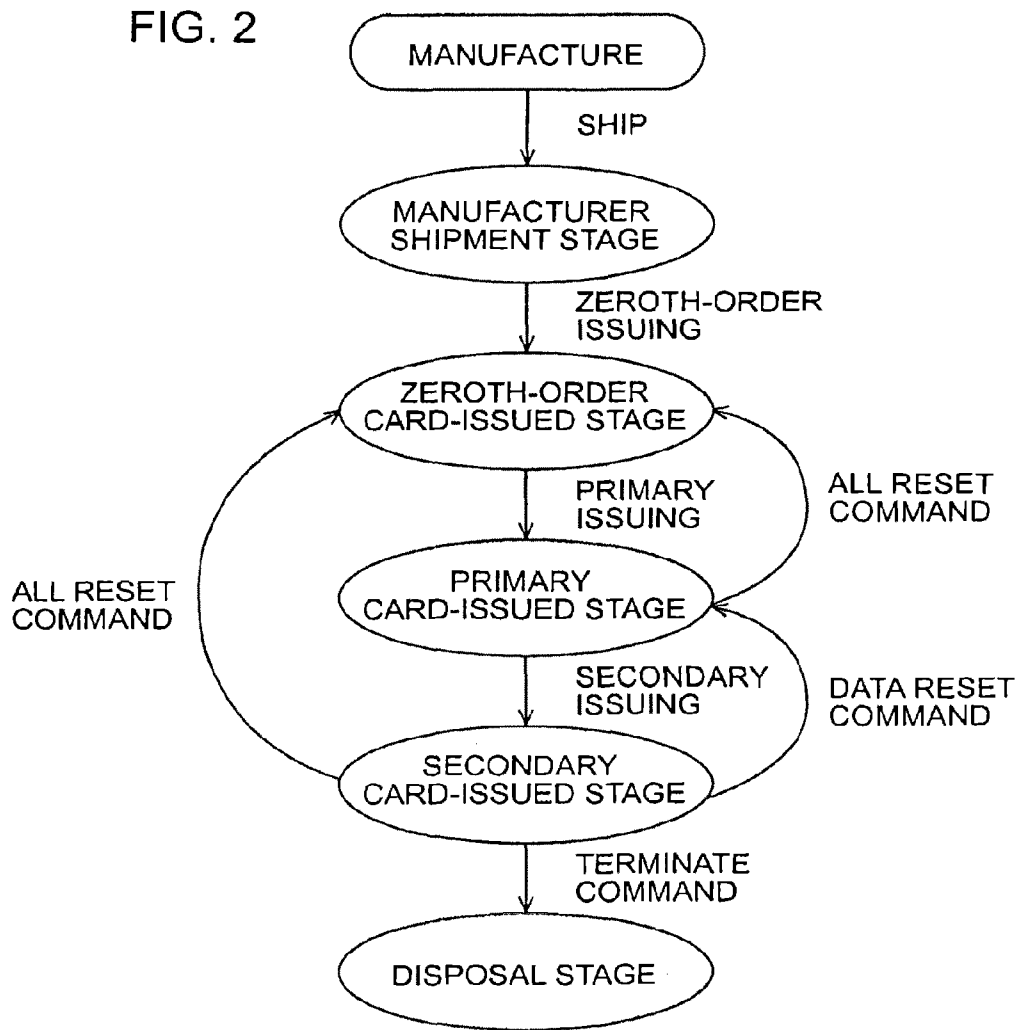 FIG. 2
MANUFACTURE
SHIP
MANUFACTURER
SHIPMENT STAGE
ZEROTH-ORDER
ISSUING
ZEROTH-ORDER
CARD-ISSUED STAGE
PRIMARY
ISSUING
ALL RESET
COMMAND
ALL RESET
COMMAND
PRIMARY
CARD-ISSUED STAGE
SECONDARY
ISSUING
DATA RESET
COMMAND
SECONDARY
CARD-ISSUED STAGE
TERMINATE
COMMAND
DISPOSAL STAGE